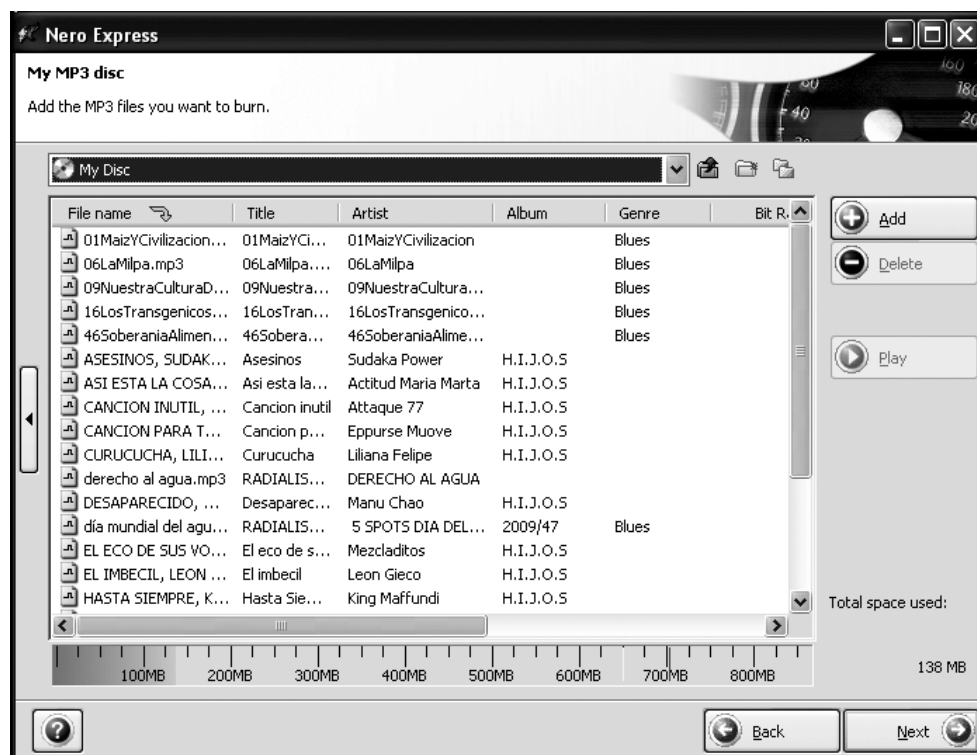 Nero Express
My MP3 disc
Add the MP3 files you want to burn.
160
180
80
40
My Disc
File name Title Artist Album Genre Bit R.
01MaizYCivilizacion... 01MaizYCi... 01MaizYCivilizacion Blues
06LaMilpa.mp3 06LaMilpa.... 06LaMilpa Blues
09NuestraCulturaD... 09Nuestra... 09NuestraCultura... Blues
16LosTransgenicos... 16LosTran... 16LosTransgenico... Blues
46SoberaniaAlimen... 46Sobera... 46SoberaniaAlime... Blues
ASESINOS, SUDAK... Asesinos Sudaka Power H.I.J.O.S
ASI ESTA LA COSA... Asi esta la... Actitud Maria Marta H.I.J.O.S
CANCION INUTIL, ... Cancion inutil Attaque 77 H.I.J.O.S
CANCION PARA T... Cancion p... Eppurse Muove H.I.J.O.S
CURUCUCHA, LILI... Curucucha Liliana Felipe H.I.J.O.S
derecho al agua.mp3 RADIALIS... DERECHO AL AGUA
DESAPARECIDO, ... Desaparec... Manu Chao H.I.J.O.S
día mundial del agu... RADIALIS... 5 SPOTS DIA DEL... 2009/47 Blues
EL ECO DE SUS VO... El eco de s... Mezcladitos H.I.J.O.S
EL IMBECIL, LEON ... El imbecil Leon Gieco H.I.J.O.S
HASTA SIEMPRE, K... Hasta Sie... King Maffundi H.I.J.O.S
Add
Delete
Play
Total space used:
138 MB
100MB 200MB 300MB 400MB 500MB 600MB 700MB 800MB
Back
Next